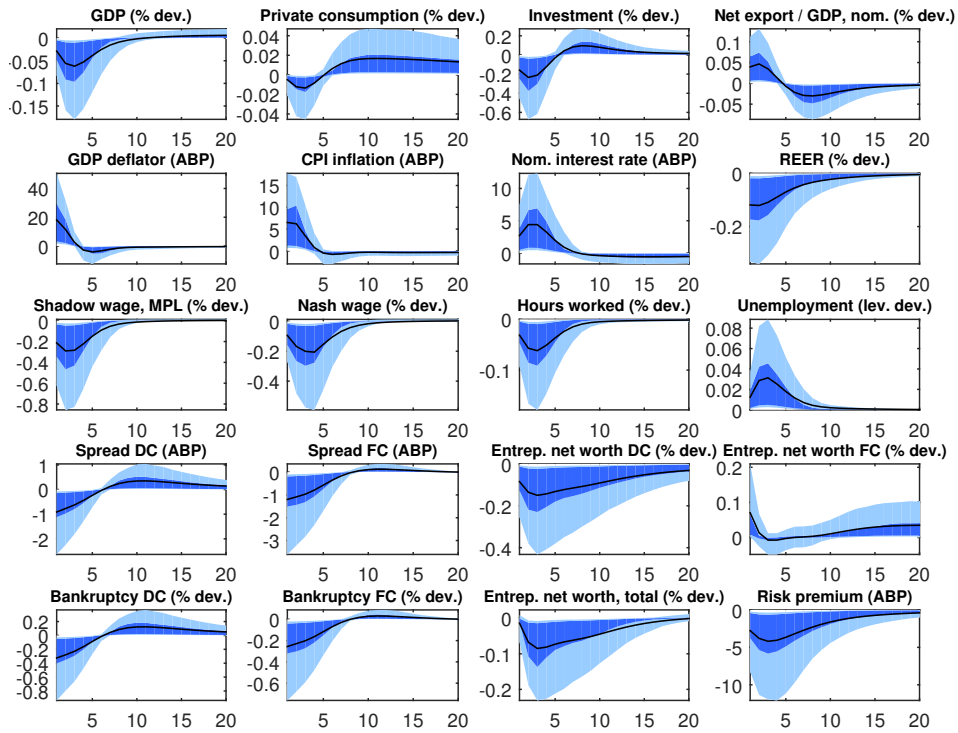 GDP (% dev.)
0
-0.05
-0.1
-0.15
5 10 15 20
Private consumption (% dev.)
0.04
0.02
0
-0.02
-0.04
5 10 15 20
Investment (% dev.)
0.2
0
-0.2
-0.4
-0.6
5 10 15 20
Net export / GDP, nom. (% dev.)
0.1
0.05
0
-0.05
5 10 15 20
GDP deflator (ABP)
40
20
0
5 10 15 20
CPI inflation (ABP)
15
10
5
0
5 10 15 20
Nom. interest rate (ABP)
10
5
0
5 10 15 20
REER (% dev.)
0
-0.2
5 10 15 20
Shadow wage, MPL (% dev.)
0
-0.2
-0.4
-0.6
-0.8
5 10 15 20
Nash wage (% dev.)
0
-0.2
-0.4
5 10 15 20
Hours worked (% dev.)
0
-0.1
5 10 15 20
Unemployment (lev. dev.)
0.08
0.06
0.04
0.02
0
5 10 15 20
Spread DC (ABP)
1
0
-1
-2
5 10 15 20
Spread FC (ABP)
0
-1
-2
-3
5 10 15 20
Entrep. net worth DC (% dev.)
0
-0.2
-0.4
5 10 15 20
Entrep. net worth FC (% dev.)
0.2
0.1
0
5 10 15 20
Bankruptcy DC (% dev.)
0.2
0
-0.2
-0.4
-0.6
-0.8
5 10 15 20
Bankruptcy FC (% dev.)
0
-0.2
-0.4
-0.6
5 10 15 20
Entrep. net worth, total (% dev.)
0
-0.1
-0.2
5 10 15 20
Risk premium (ABP)
0
-5
-10
5 10 15 20